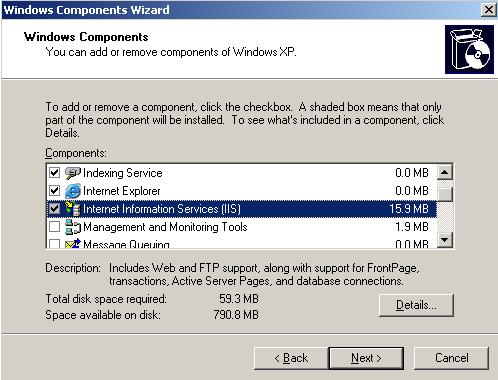 Windows Components Wizard
Windows Components
You can add or remove components of Windows XP.
To add or remove a component, click the checkbox. A shaded box means that only
part of the component will be installed. To see what's included in a component, click
Details.
Components:
Indexing Service 0.0 MB
Internet Explorer 0.0 MB
Internet Information Services (IIS) 15.9 MB
Management and Monitoring Tools 1.9 MB
Message Queuing 0.0 MB
Description: Includes Web and FTP support, along with support for FrontPage,
transactions, Active Server Pages, and database connections.
Total disk space required: 59.3 MB
Space available on disk: 790.8 MB
Details...
< Back Next > Cancel